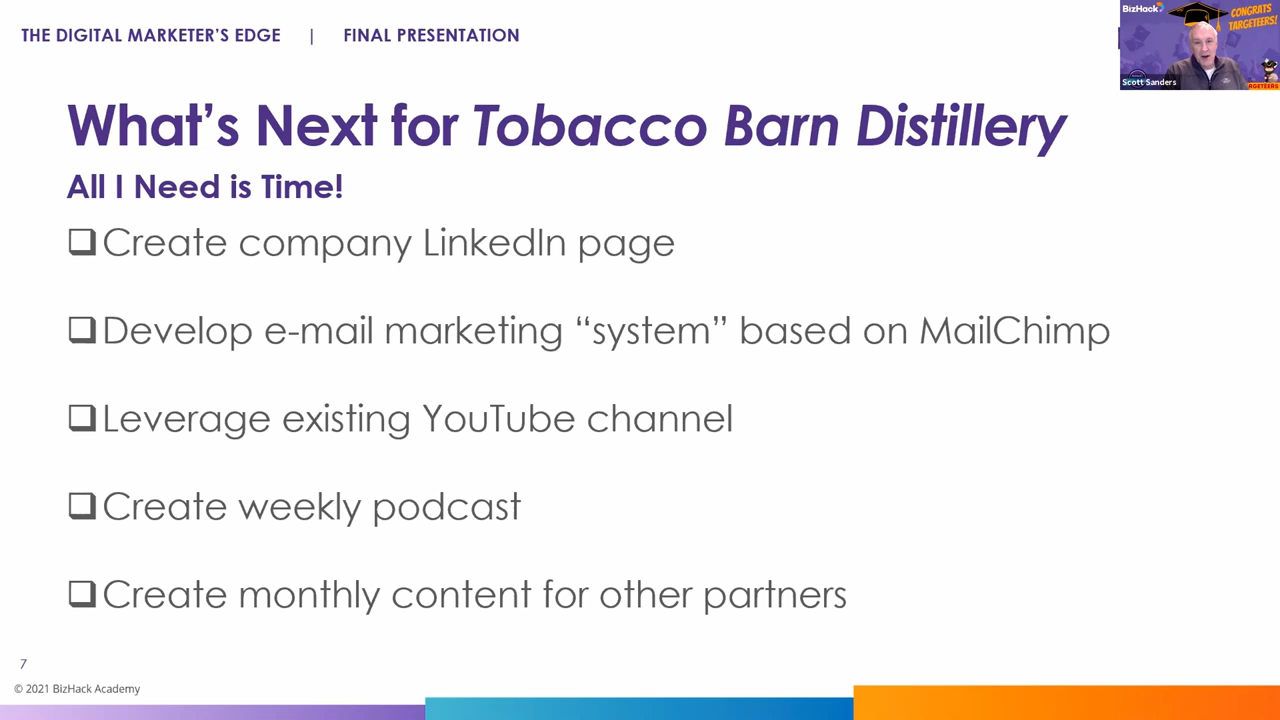 THE DIGITAL MARKETER'S EDGE | FINAL PRESENTATION
BizHack
CONGRATS
TARGETEERS!
Scott Sanders
What's Next for Tobacco Barn Distillery
All I Need is Time!
❑Create company LinkedIn page
❑Develop e-mail marketing “system” based on MailChimp
❑Leverage existing YouTube channel
❑Create weekly podcast
❑Create monthly content for other partners
7
© 2021 BizHack Academy